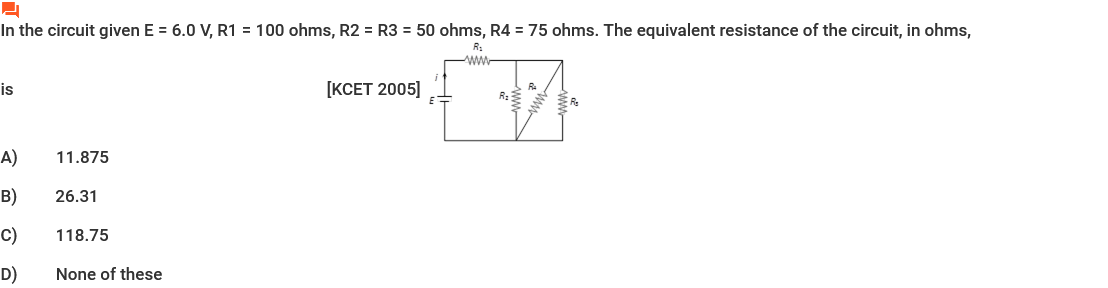 In the circuit given E = 6.0 V, R1 = 100 ohms, R2 = R3 = 50 ohms, R4 = 75 ohms. The equivalent resistance of the circuit, in ohms,
R₁
is [KCET 2005]
i
E
R₂
R₄
R₃
A) 11.875
B) 26.31
C) 118.75
D) None of these